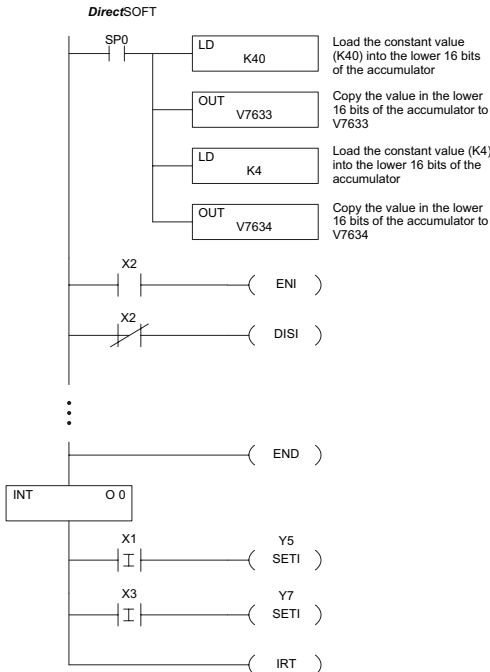 DirectSOFT
SP0
LD
K40
Load the constant value
(K40) into the lower 16 bits
of the accumulator
OUT
V7633
Copy the value in the lower
16 bits of the accumulator to
V7633
LD
K4
Load the constant value (K4)
into the lower 16 bits of the
accumulator
OUT
V7634
Copy the value in the lower
16 bits of the accumulator to
V7634
X2
ENI
X2
DISI
END
INT O 0
X1
Y5
SETI
X3
Y7
SETI
IRT